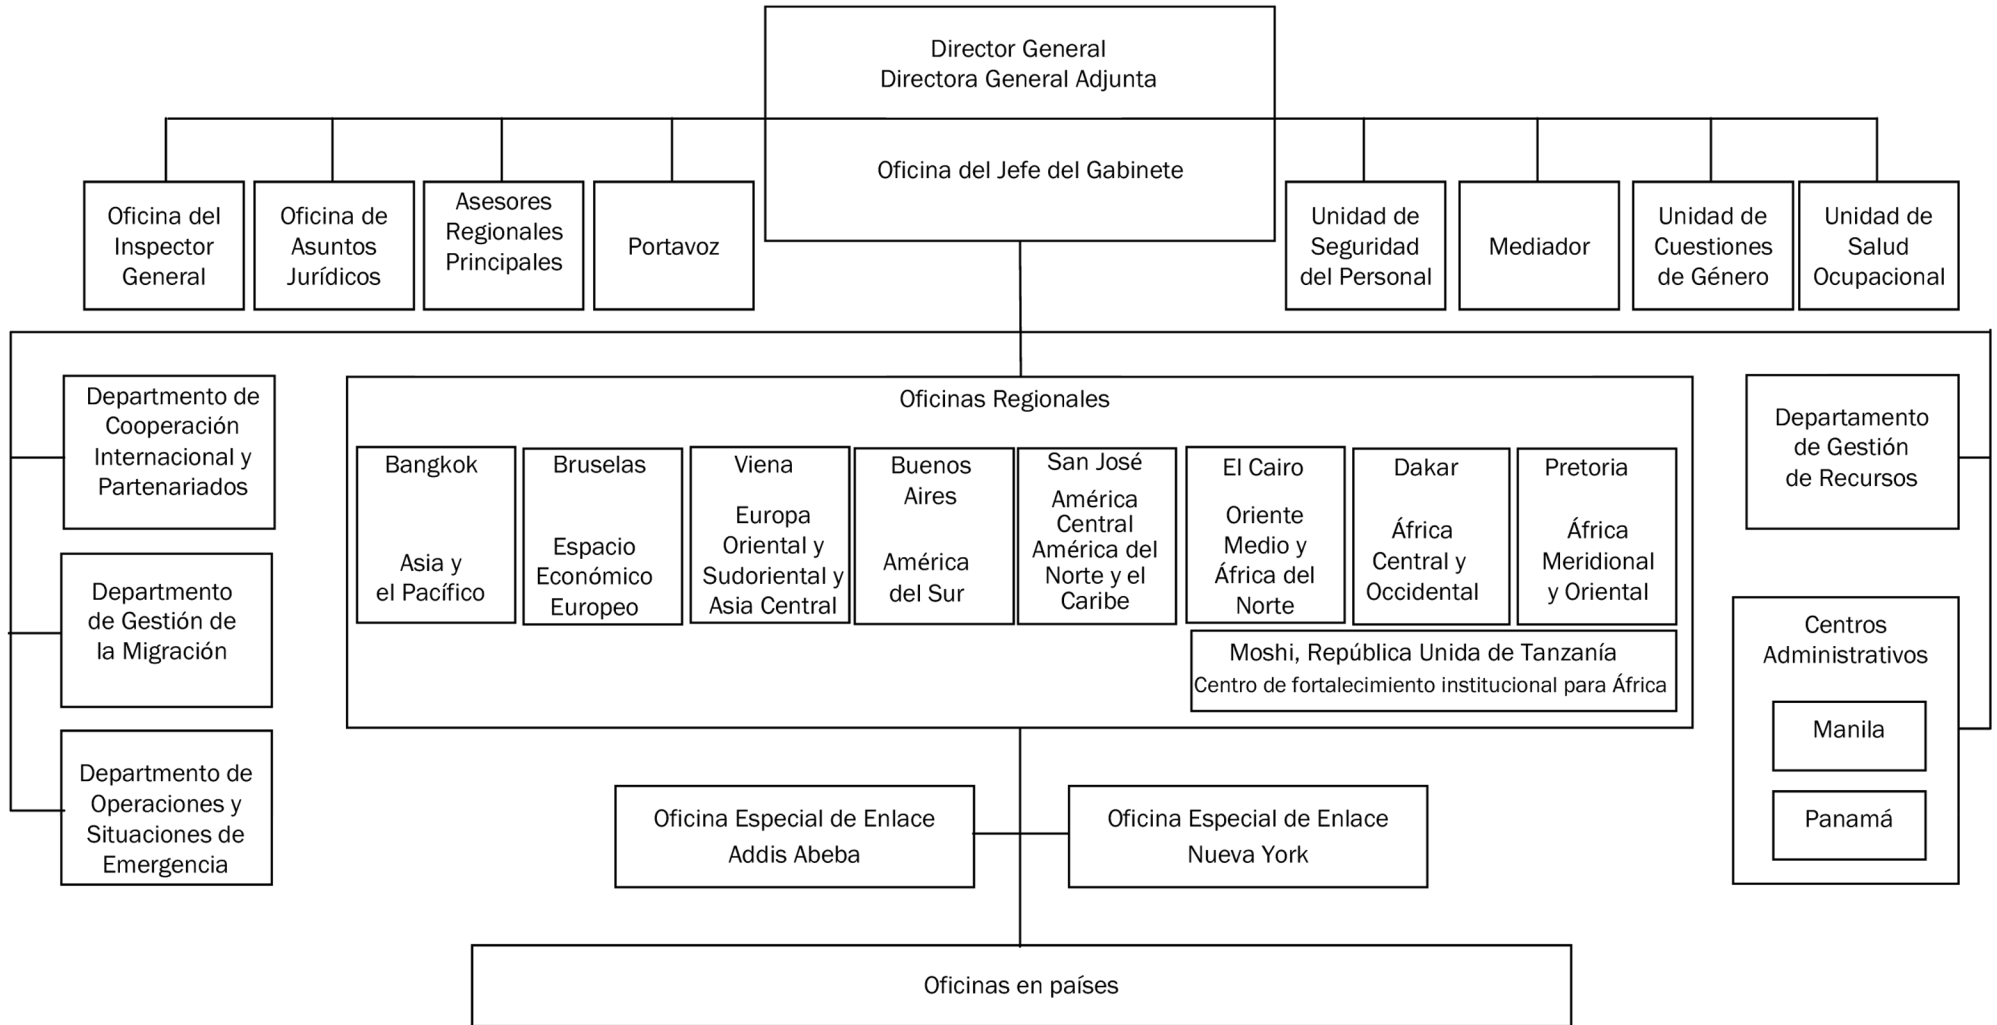 Director General
Directora General Adjunta
Oficina del Jefe del Gabinete
Oficina del
Inspector
General
Oficina de
Asuntos
Jurídicos
Asesores
Regionales
Principales
Portavoz
Unidad de
Seguridad
del Personal
Mediador
Unidad de
Cuestiones
de Género
Unidad de
Salud
Ocupacional
Departmento de
Cooperación
Internacional y
Partenariados
Departmento
de Gestión de
la Migración
Departmento de
Operaciones y
Situaciones de
Emergencia
Oficinas Regionales
Bangkok
Asia y
el Pacífico
Bruselas
Espacio
Económico
Europeo
Viena
Europa
Oriental y
Sudoriental y
Asia Central
Buenos
Aires
América
del Sur
San José
América
Central
América del
Norte y el
Caribe
El Cairo
Oriente
Medio y
África del
Norte
Dakar
África
Central y
Occidental
Pretoria
África
Meridional
y Oriental
Moshi, República Unida de Tanzanía
Centro de fortalecimiento institucional para África
Departamento
de Gestión
de Recursos
Centros
Administrativos
Manila
Panamá
Oficina Especial de Enlace
Addis Abeba
Oficina Especial de Enlace
Nueva York
Oficinas en países